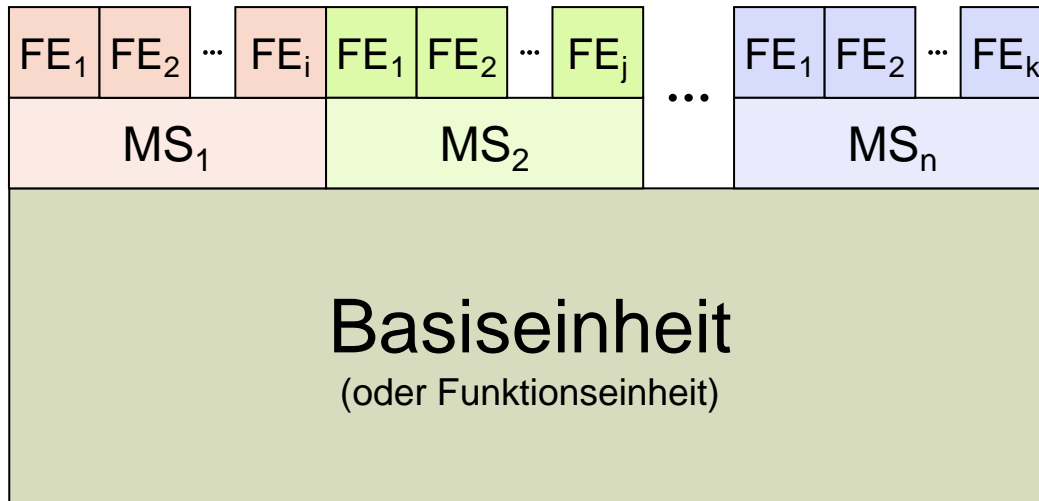 FE₁ FE₂ ... FEᵢ FE₁ FE₂ ... FEⱼ ... FE₁ FE₂ ... FEₖ
MS₁ MS₂ MSₙ
Basiseinheit
(oder Funktionseinheit)